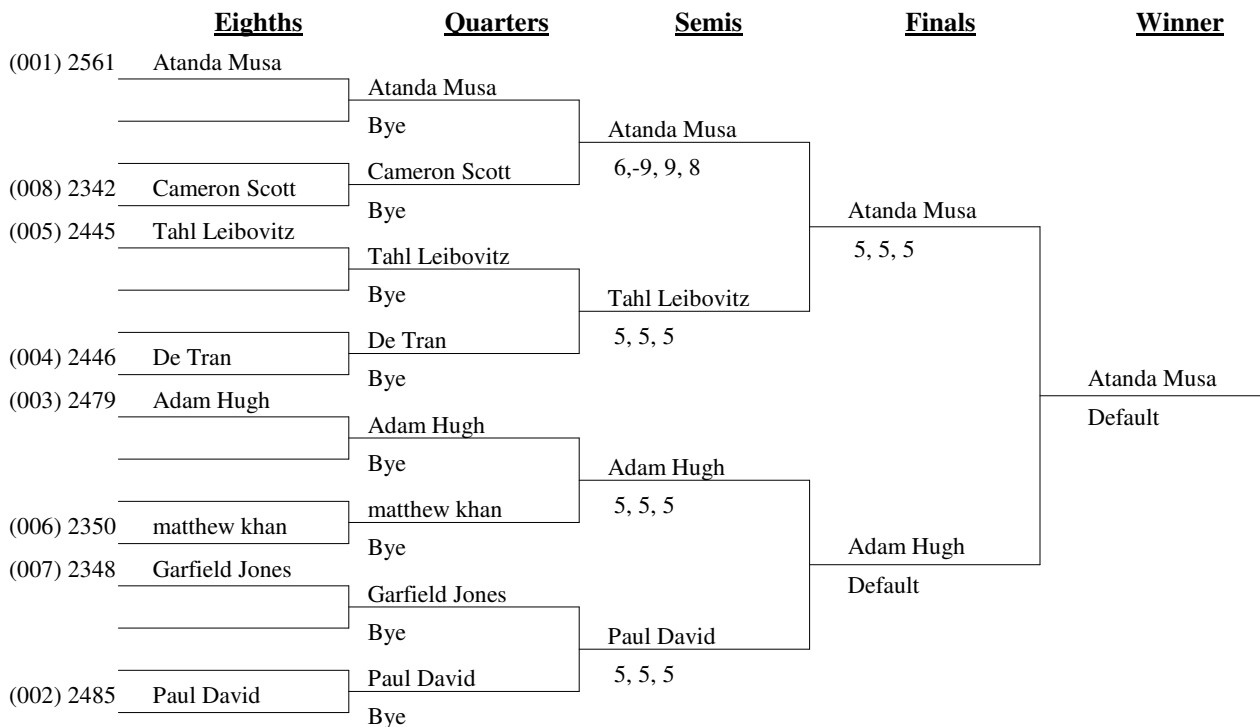 Eighths Quarters Semis Finals Winner
(001) 2561 Atanda Musa
Atanda Musa
Bye
Atanda Musa
6,-9, 9, 8
Cameron Scott
(008) 2342 Cameron Scott
Bye
Atanda Musa
5, 5, 5
(005) 2445 Tahl Leibovitz
Tahl Leibovitz
Bye
Tahl Leibovitz
5, 5, 5
De Tran
(004) 2446 De Tran
Bye
Atanda Musa
Default
(003) 2479 Adam Hugh
Adam Hugh
Bye
Adam Hugh
5, 5, 5
matthew khan
(006) 2350 matthew khan
Bye
Adam Hugh
Default
(007) 2348 Garfield Jones
Garfield Jones
Bye
Paul David
5, 5, 5
Paul David
(002) 2485 Paul David
Bye